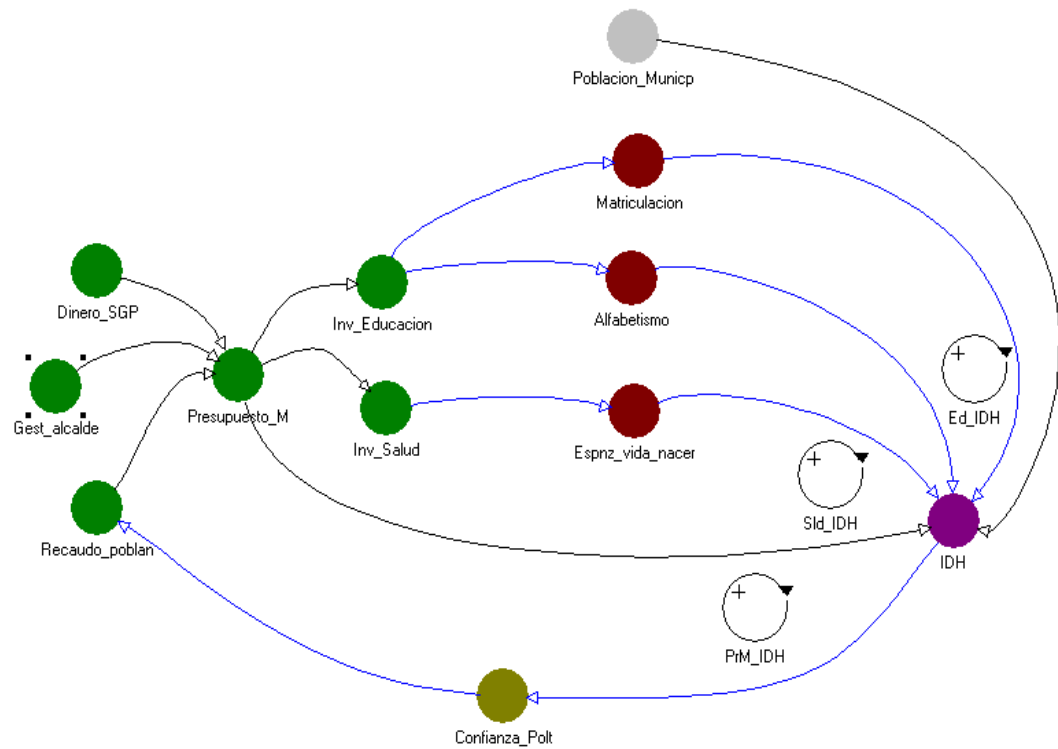 Poblacion_Municp
Matriculacion
Dinero_SGP
Inv_Educacion
Alfabetismo
Gest_alcalde
Presupuesto_M
Inv_Salud
Espnz_vida_nacer
+
Ed_IDH
+
Sld_IDH
Recaudo_poblan
IDH
+
PrM_IDH
Confianza_Polt